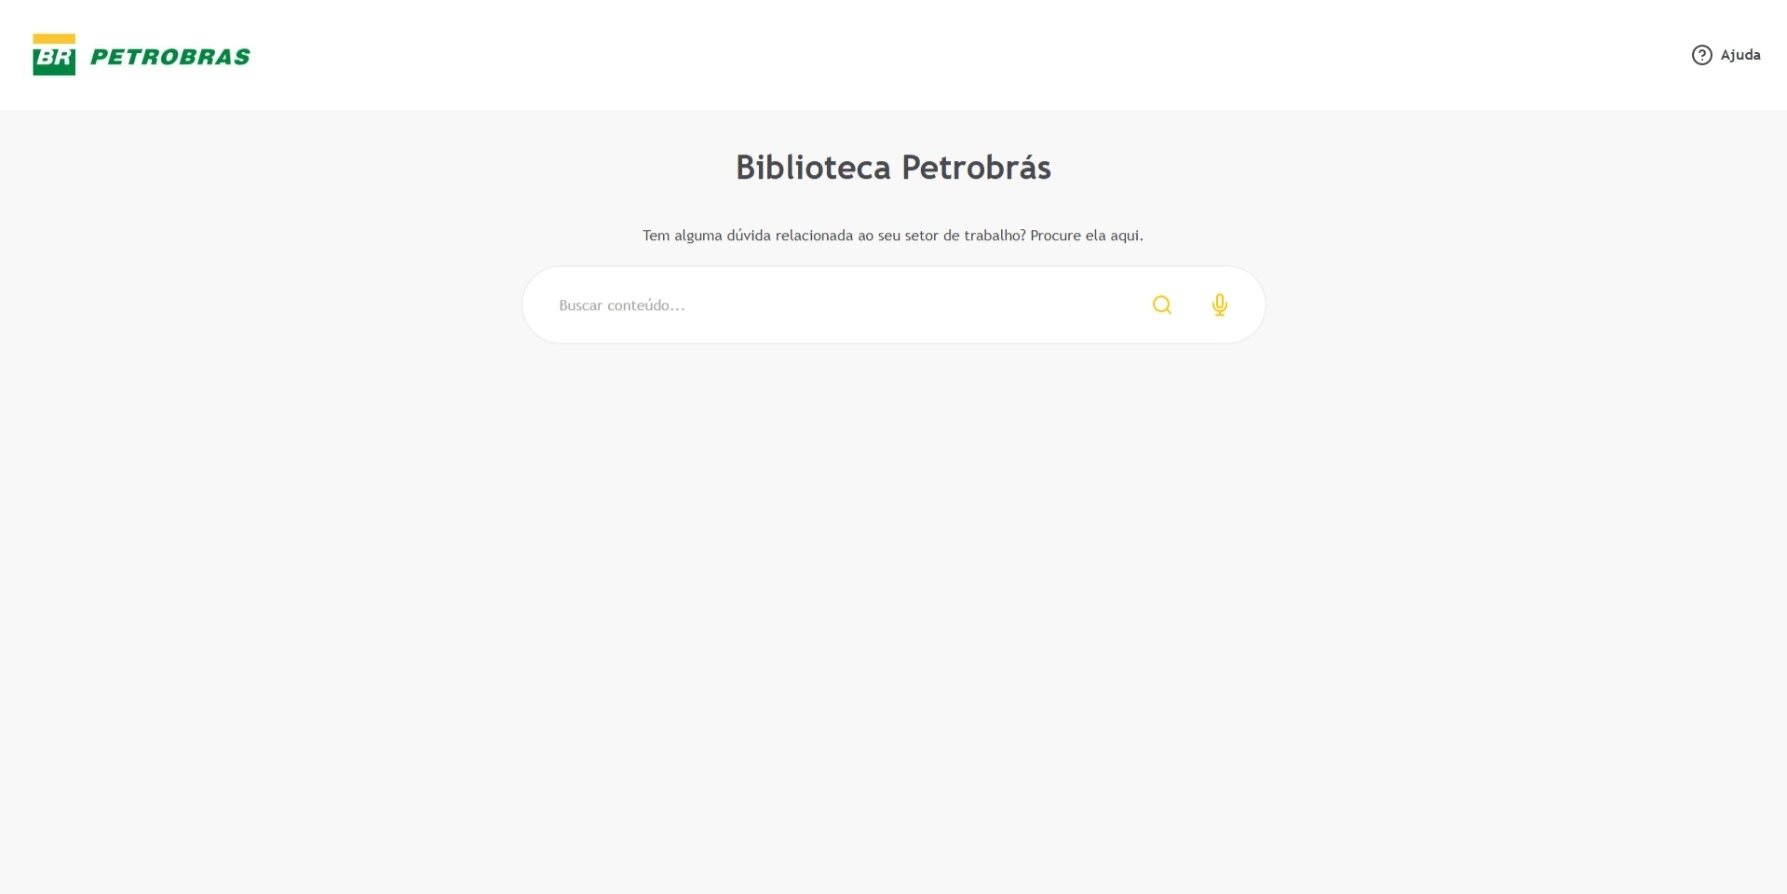 BR PETROBRAS
Ajuda
Biblioteca Petrobrás
Tem alguma dúvida relacionada ao seu setor de trabalho? Procure ela aqui.
Buscar conteúdo...